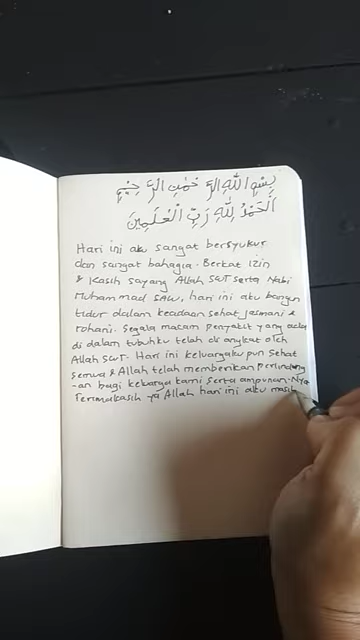 بِسْمِ اللهِ الرَّحْمٰنِ الرَّحِيْمِ
اَلْحَمْدُ لِلّٰهِ رَبِّ الْعٰلَمِيْنَ
Hari ini aku sangat bersyukur
dan sangat bahagia. Berkat izin
& kasih sayang Allah SWT serta Nabi
Muhammad SAW, hari ini aku bangun
tidur dalam keadaan sehat jasmani &
rohani. Segala macam penyakit yang ada
di dalam tubuhku telah di angkat oleh
Allah SWT. Hari ini keluargaku pun sehat
semua & Allah telah memberikan perlindung
-an bagi keluarga kami serta ampunan-Nya
Terimakasih ya Allah hari ini aku masih